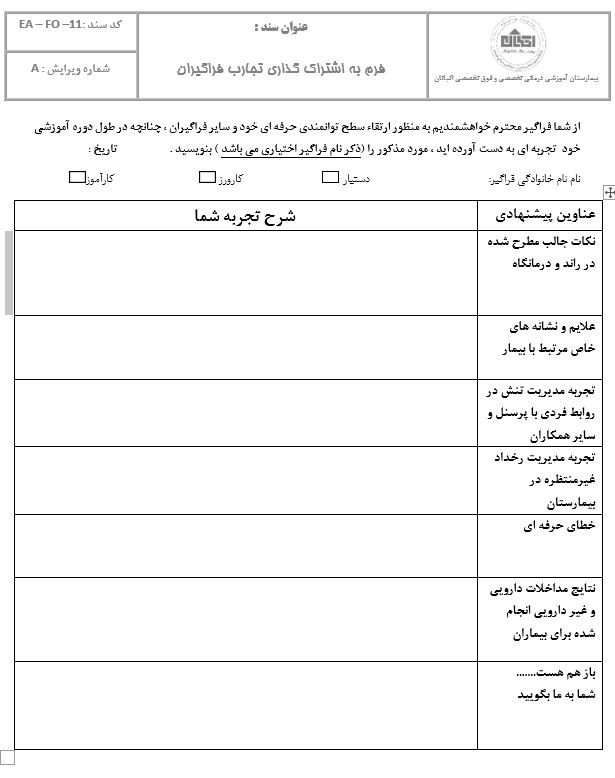 بیمارستان آموزشی درمانی تخصصی و فوق تخصصی اکباتان
عنوان سند :
فرم به اشتراک گذاری تجارب فراگیران
کد سند :EA – FO –11
شماره ویرایش : A
از شما فراگیر محترم خواهشمندیم به منظور ارتقاء سطح توانمندی حرفه ای خود و سایر فراگیران ، چنانچه در طول دوره آموزشی
خود تجربه ای به دست آورده اید ، مورد مذکور را (ذکر نام فراگیر اختیاری می باشد ) بنویسید . تاریخ :
نام نام خانوادگی فراگیر: دستیار کارورز کارآموز
عناوین پیشنهادی
شرح تجربه شما
نکات جالب مطرح شده
در راند و درمانگاه
علایم و نشانه های
خاص مرتبط با بیمار
تجربه مدیریت تنش در
روابط فردی با پرسنل و
سایر همکاران
تجربه مدیریت رخداد
غیرمنتظره در
بیمارستان
خطای حرفه ای
نتایج مداخلات دارویی
و غیر دارویی انجام
شده برای بیماران
باز هم هست.......
شما به ما بگویید